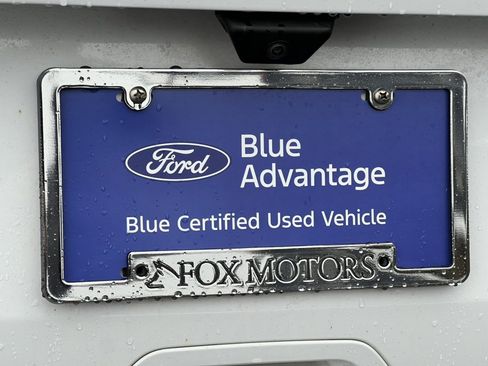 Ford
Blue
Advantage
Blue Certified Used Vehicle
FOX MOTORS